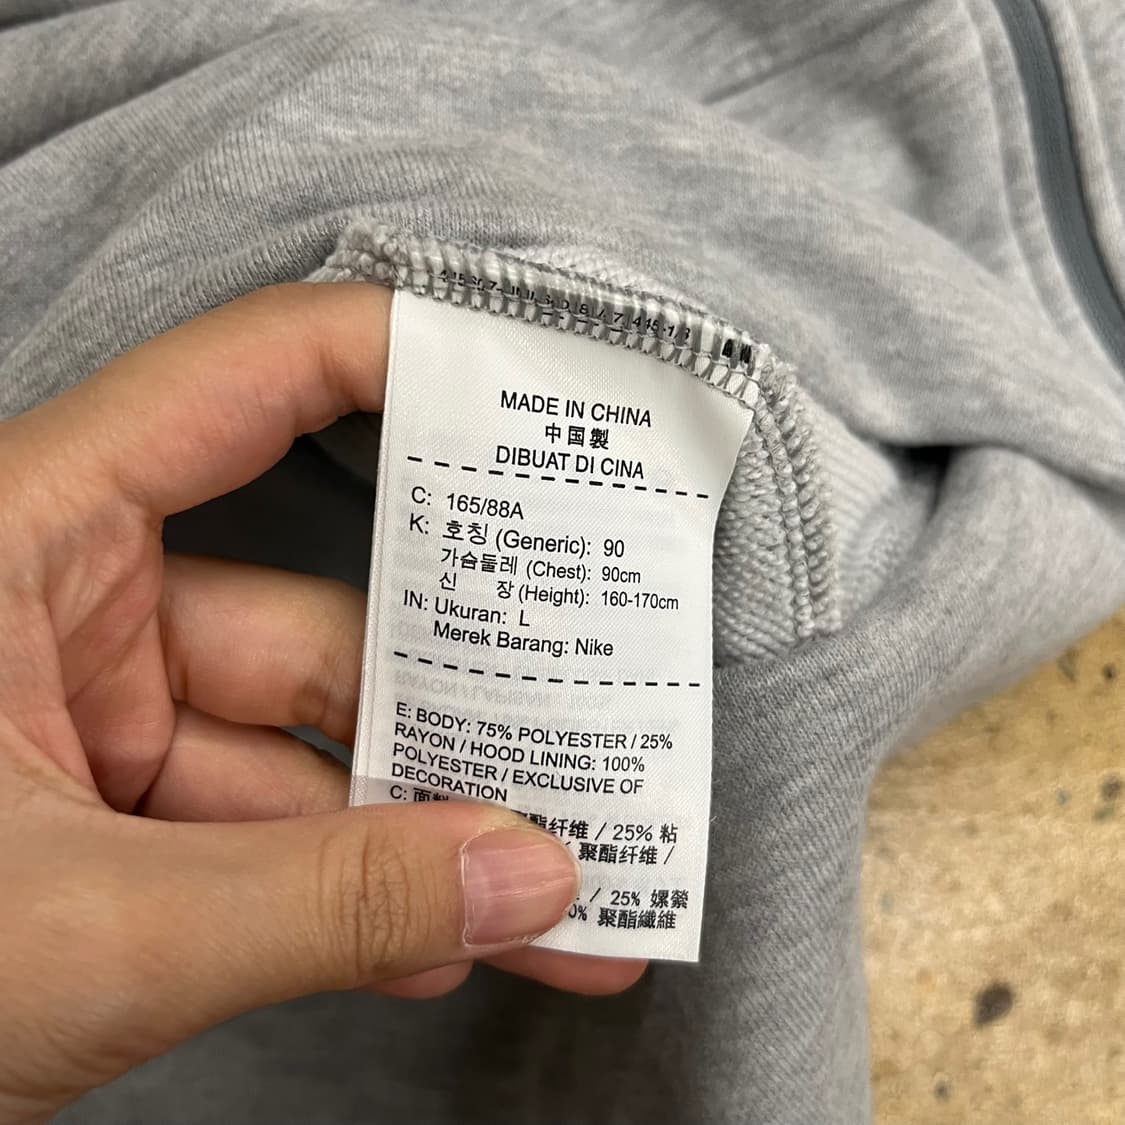 MADE IN CHINA
中国製
DIBUAT DI CINA
C: 165/88A
K: 호칭 (Generic): 90
가슴둘레 (Chest): 90cm
신 장 (Height): 160-170cm
IN: Ukuran: L
Merek Barang: Nike
E: BODY: 75% POLYESTER / 25%
RAYON / HOOD LINING: 100%
POLYESTER / EXCLUSIVE OF
DECORATION
C: 面料
聚酯纤维 / 25% 粘
聚酯纤维 /
/ 25% 嫘縈
聚酯纖維